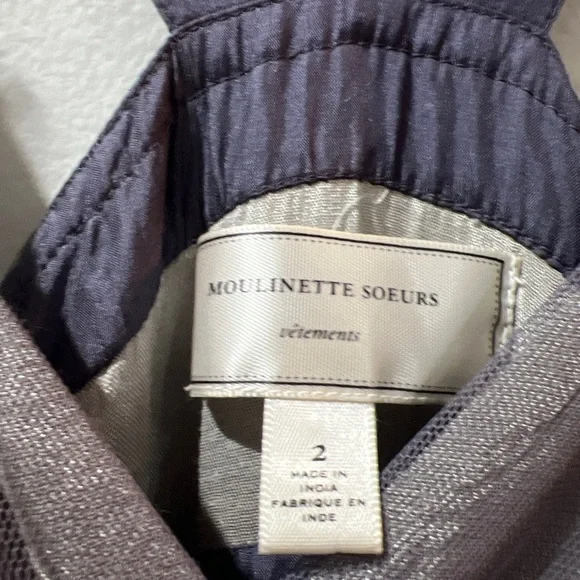 MOULINETTE SOEURS
vêtements
2
MADE IN
INDIA
FABRIQUE EN
INDE